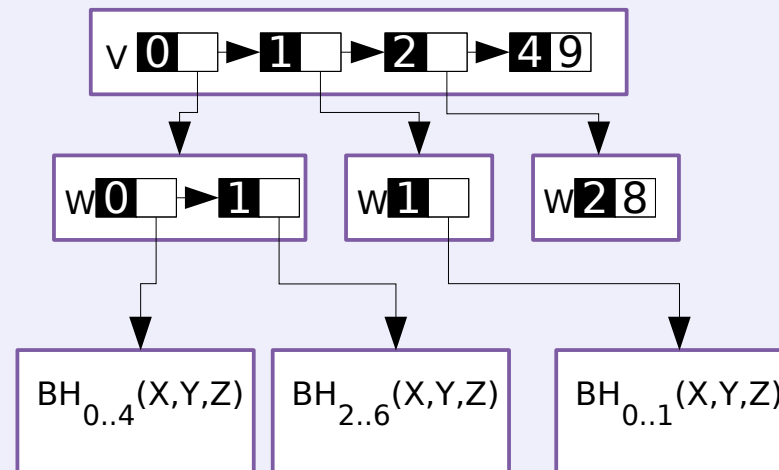 V 0 1 2 4 9
W 0 1 W 1 W 2 8
BH0..4(X,Y,Z) BH2..6(X,Y,Z) BH0..1(X,Y,Z)